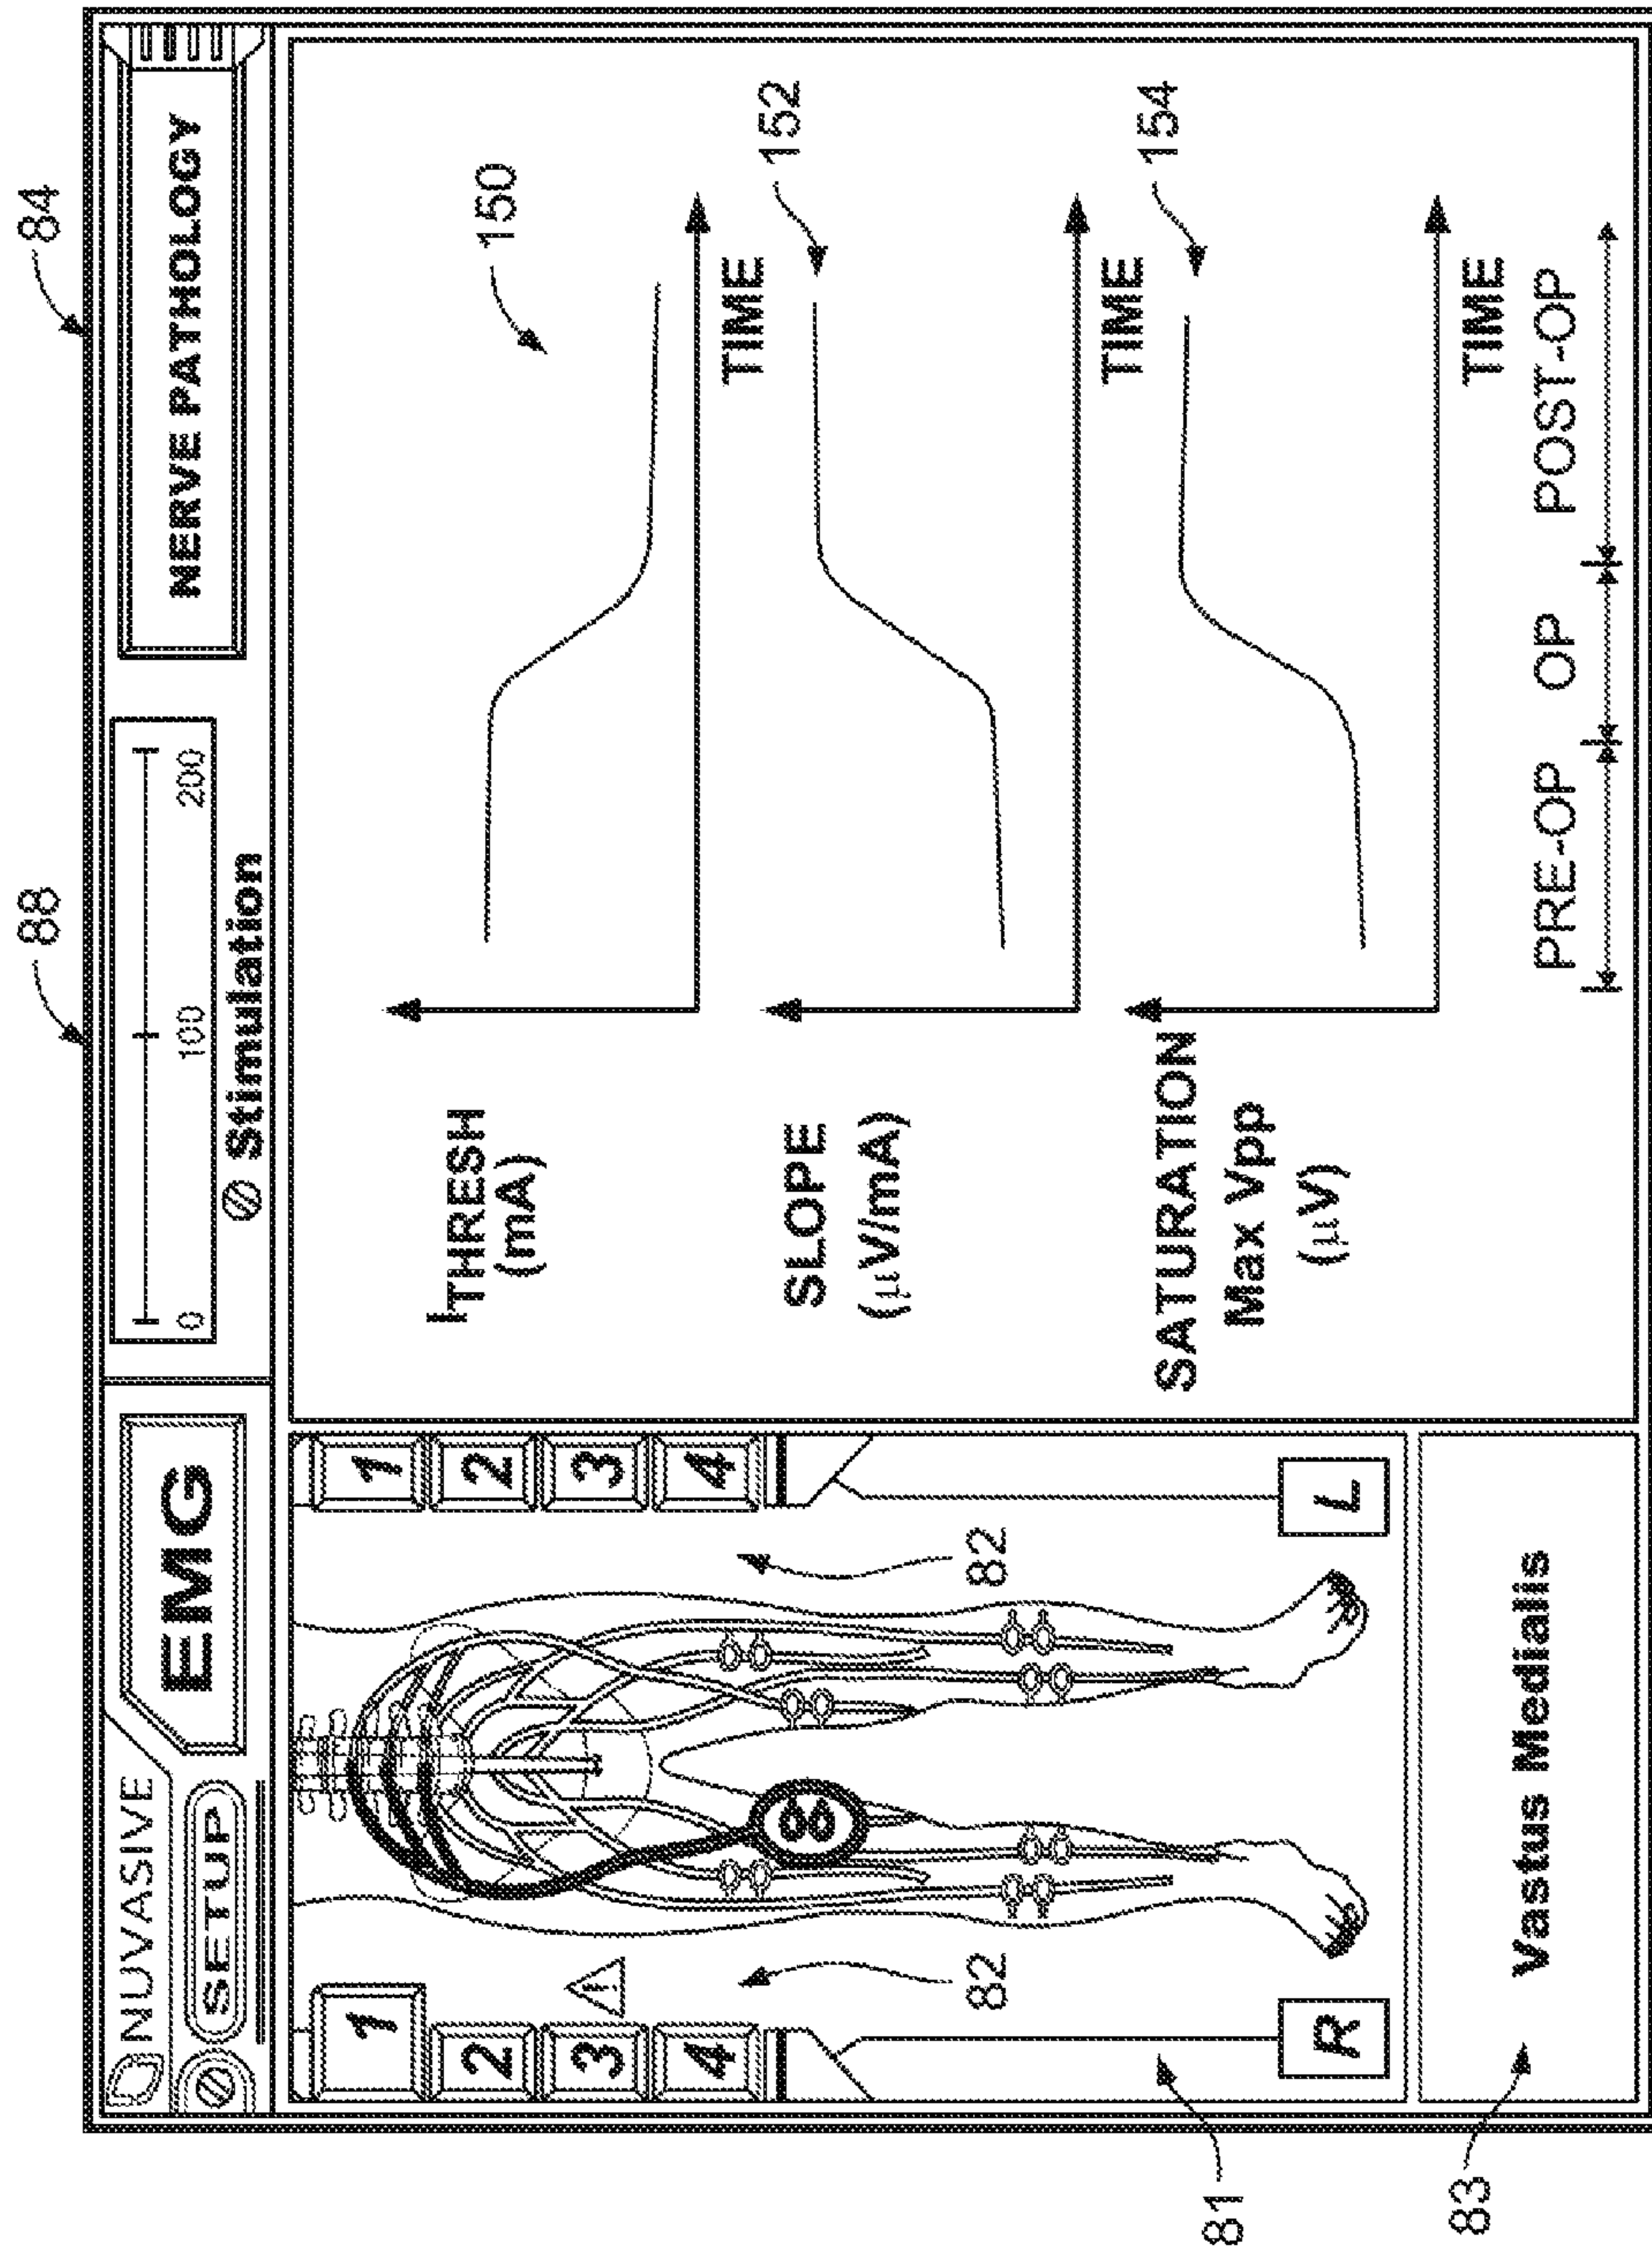 88
84
NUVASIVE
SETUP
EMG
0 100 200
Stimulation
NERVE PATHOLOGY
1
2
3
4
1
2
3
4
!
82
82
R
L
81
83
Vastus Medialis
ITHRESH
(mA)
150
TIME
SLOPE
(μV/mA)
152
TIME
SATURATION
Max Vpp
(μV)
154
TIME
PRE-OP OP POST-OP